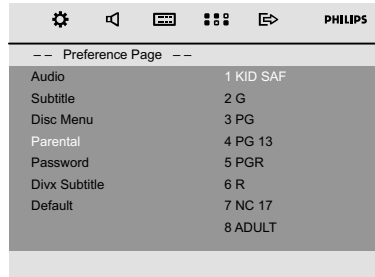 PHILIPS
-- Preference Page --
Audio 1 KID SAF
Subtitle 2 G
Disc Menu 3 PG
Parental 4 PG 13
Password 5 PGR
Divx Subtitle 6 R
Default 7 NC 17
8 ADULT